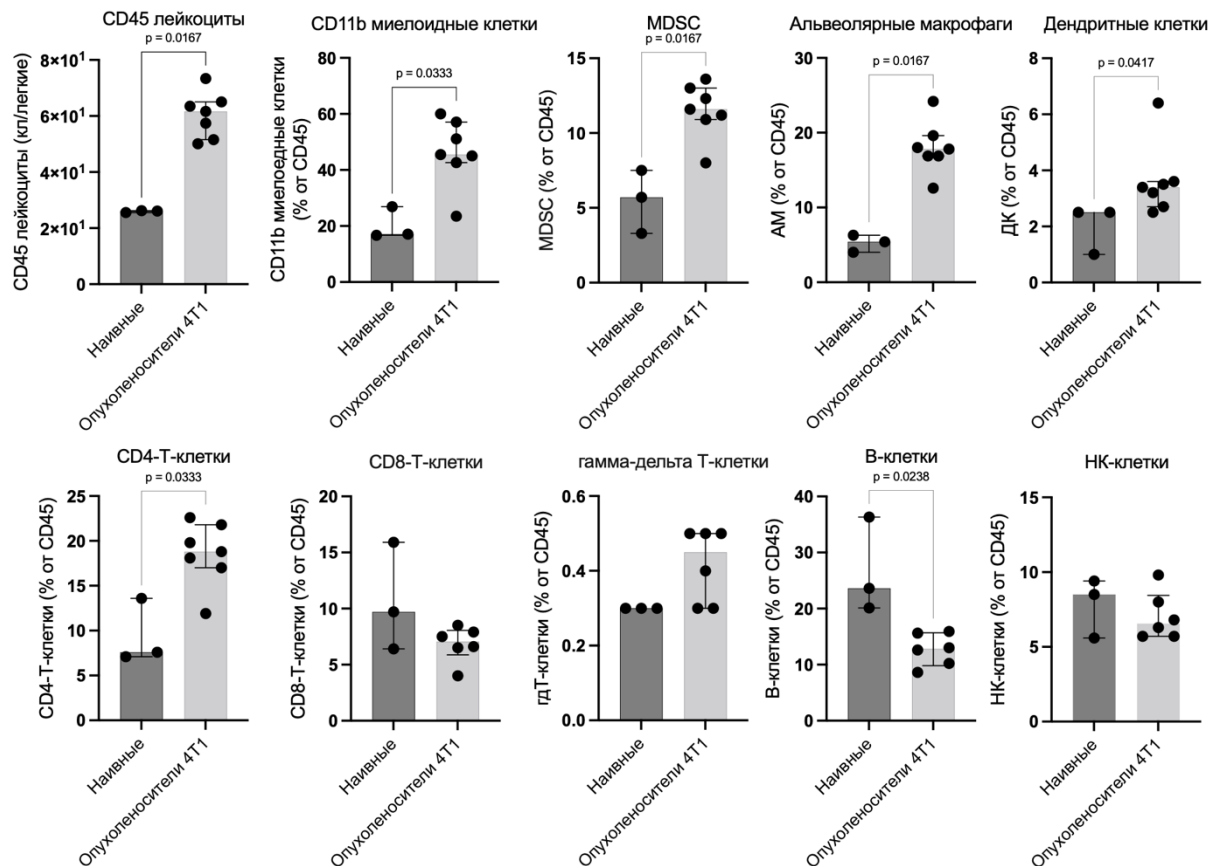 CD45 лейкоциты
p = 0.0167
CD45 лейкоциты (кл/легкие)
8×10¹
6×10¹
4×10¹
2×10¹
0
Наивные
Опухоленосители 4T1
CD11b миелоидные клетки
p = 0.0333
CD11b миелоедные клетки
(% от CD45)
80
60
40
20
0
Наивные
Опухоленосители 4T1
MDSC
p = 0.0167
MDSC (% от CD45)
15
10
5
0
Наивные
Опухоленосители 4T1
Альвеолярные макрофаги
p = 0.0167
АМ (% от CD45)
30
20
10
0
Наивные
Опухоленосители 4T1
Дендритные клетки
p = 0.0417
ДК (% от CD45)
8
6
4
2
0
Наивные
Опухоленосители 4T1
CD4-Т-клетки
p = 0.0333
CD4-Т-клетки (% от CD45)
25
20
15
10
5
0
Наивные
Опухоленосители 4T1
CD8-Т-клетки
CD8-Т-клетки (% от CD45)
20
15
10
5
0
Наивные
Опухоленосители 4T1
гамма-дельта Т-клетки
гдТ-клетки (% от CD45)
0.6
0.4
0.2
0.0
Наивные
Опухоленосители 4T1
В-клетки
p = 0.0238
В-клетки (% от CD45)
40
30
20
10
0
Наивные
Опухоленосители 4T1
НК-клетки
НК-клетки (% от CD45)
15
10
5
0
Наивные
Опухоленосители 4T1